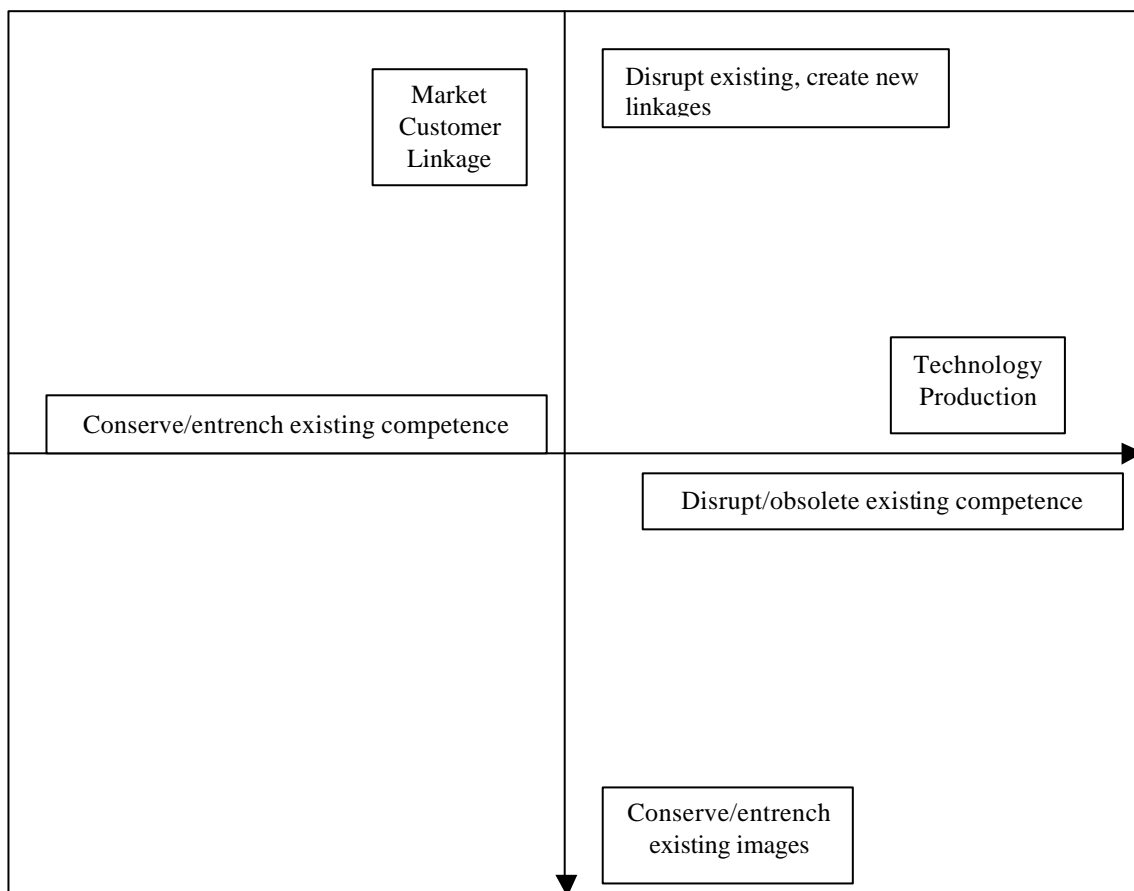 Disrupt existing, create new
linkages
Market
Customer
Linkage
Technology
Production
Conserve/entrench existing competence
Disrupt/obsolete existing competence
Conserve/entrench
existing images